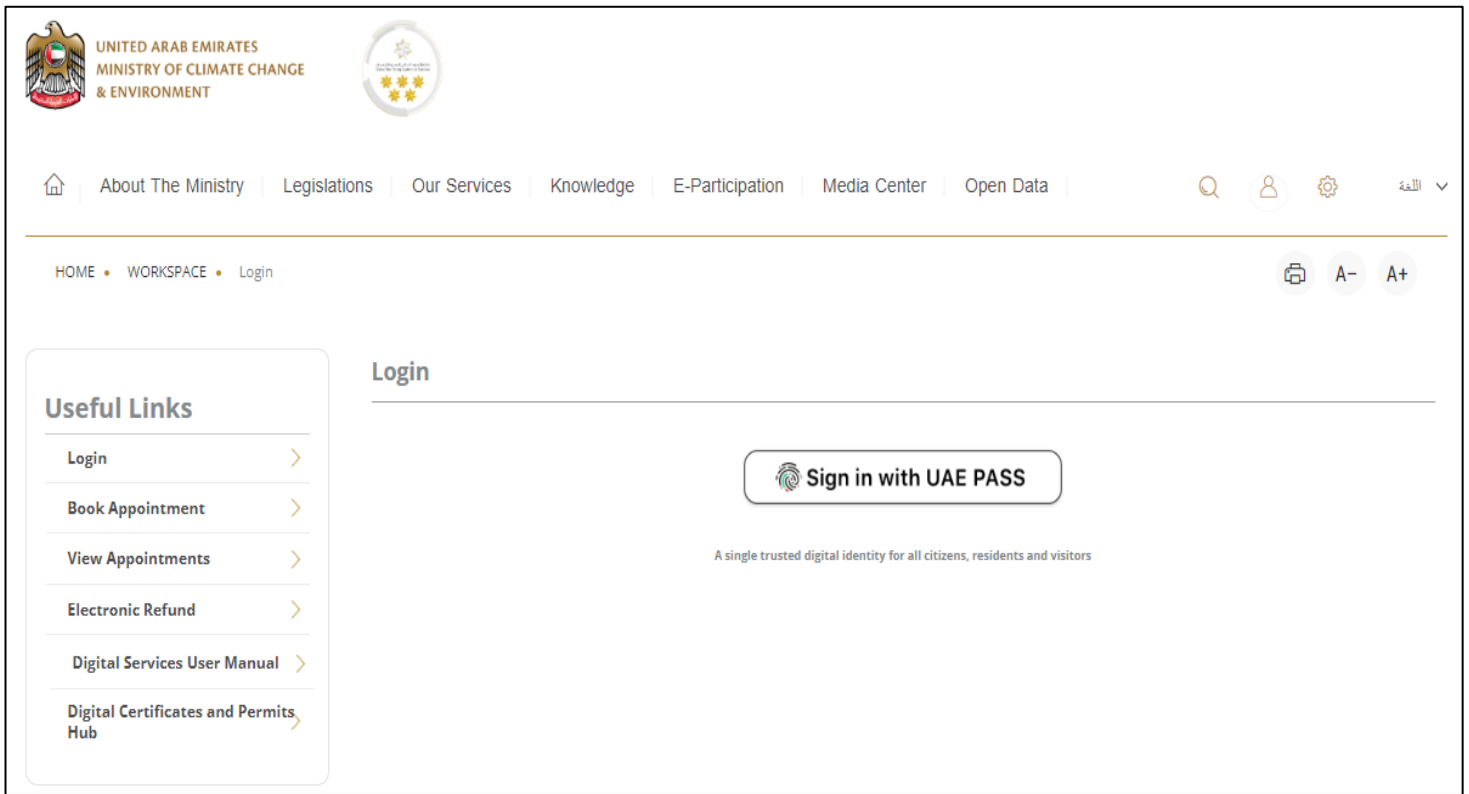 UNITED ARAB EMIRATES
MINISTRY OF CLIMATE CHANGE
& ENVIRONMENT
About The Ministry
Legislations
Our Services
Knowledge
E-Participation
Media Center
Open Data
اللغة
HOME • WORKSPACE • Login
A-
A+
Useful Links
Login
Book Appointment
View Appointments
Electronic Refund
Digital Services User Manual
Digital Certificates and Permits
Hub
Login
Sign in with UAE PASS
A single trusted digital identity for all citizens, residents and visitors